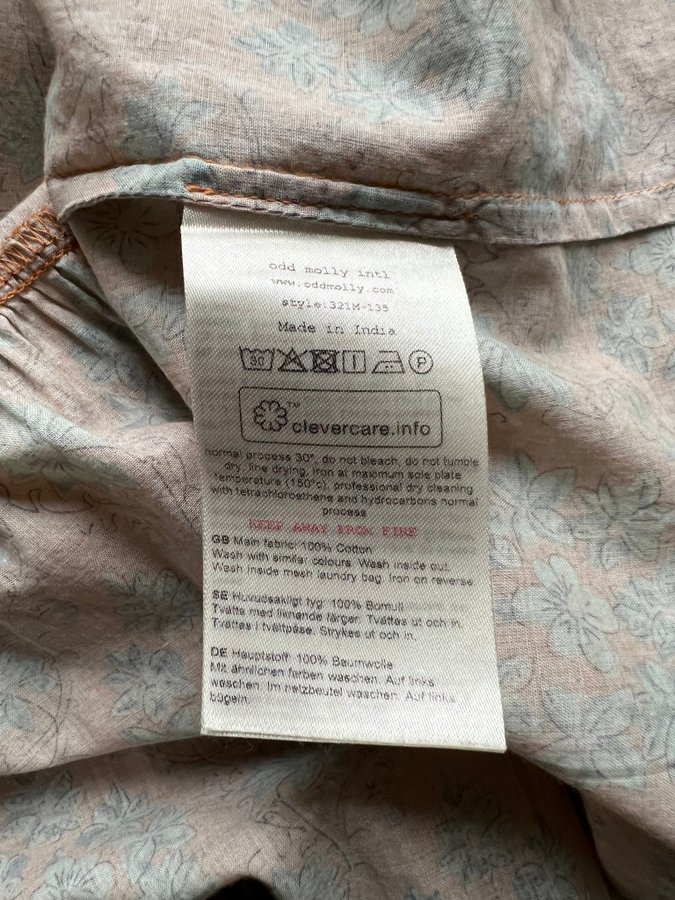 odd molly intl
www.oddmolly.com
style:321M-135
Made in India
30 P
™
clevercare.info
normal process 30°, do not bleach, do not tumble
dry, line drying, iron at maximum sole plate
temperature (150°c), professional dry cleaning
with tetrachloroethene and hydrocarbons normal
process
KEEP AWAY FROM FIRE
GB Main fabric: 100% Cotton
Wash with similar colours. Wash inside out.
Wash inside mesh laundry bag. Iron on reverse
SE Huvudsakligt tyg: 100% Bomull
Tvätta med liknande färger. Tvättas ut och in.
Tvättas i tvättpåse. Strykes ut och in.
DE Hauptstoff: 100% Baumwolle
Mit ähnlichen farben waschen. Auf links
waschen. Im netzbeutel waschen. Auf links
bügeln.